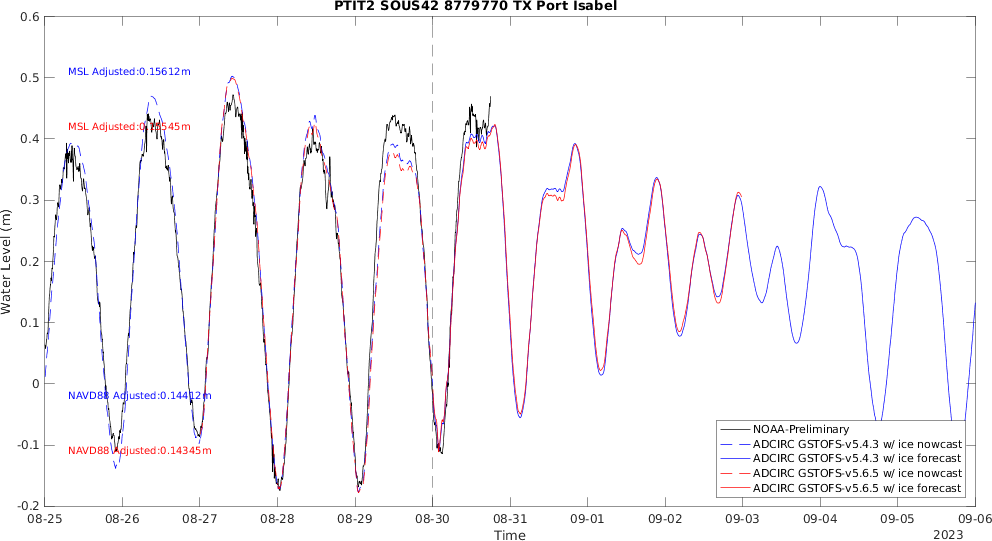 PTIT2 SOUS42 8779770 TX Port Isabel
Water Level (m)
0.6
0.5
0.4
0.3
0.2
0.1
0
-0.1
-0.2
MSL Adjusted:0.15612m
MSL Adjusted: 545m
NAVD88 Adjusted:0.14412m
NAVD88 Adjusted:0.14345m
NOAA-Preliminary
ADCIRC GSTOFS-v5.4.3 w/ ice nowcast
ADCIRC GSTOFS-v5.4.3 w/ ice forecast
ADCIRC GSTOFS-v5.6.5 w/ ice nowcast
ADCIRC GSTOFS-v5.6.5 w/ ice forecast
08-25 08-26 08-27 08-28 08-29 08-30 08-31 09-01 09-02 09-03 09-04 09-05 09-06
Time
2023